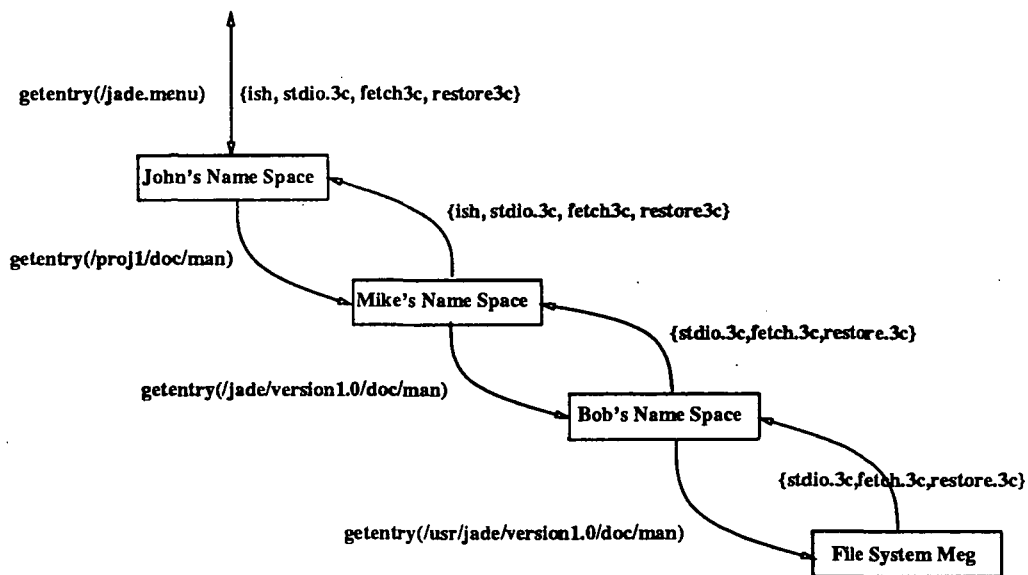 getentry(/jade.menu) {ish, stdio.3c, fetch3c, restore3c}
John's Name Space
{ish, stdio.3c, fetch3c, restore3c}
getentry(/proj1/doc/man)
Mike's Name Space
{stdio.3c,fetch.3c,restore.3c}
getentry(/jade/version1.0/doc/man)
Bob's Name Space
{stdio.3c,fetch.3c,restore.3c}
getentry(/usr/jade/version1.0/doc/man)
File System Meg